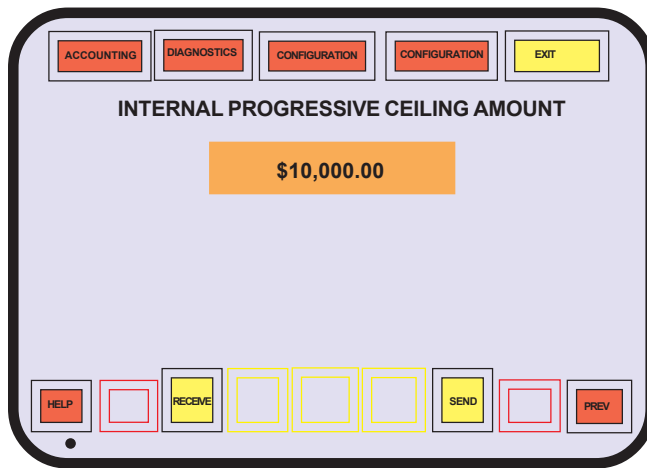 ACCOUNTING
DIAGNOSTICS
CONFIGURATION
CONFIGURATION
EXIT
INTERNAL PROGRESSIVE CEILING AMOUNT
$10,000.00
HELP
RECEIVE
SEND
PREV